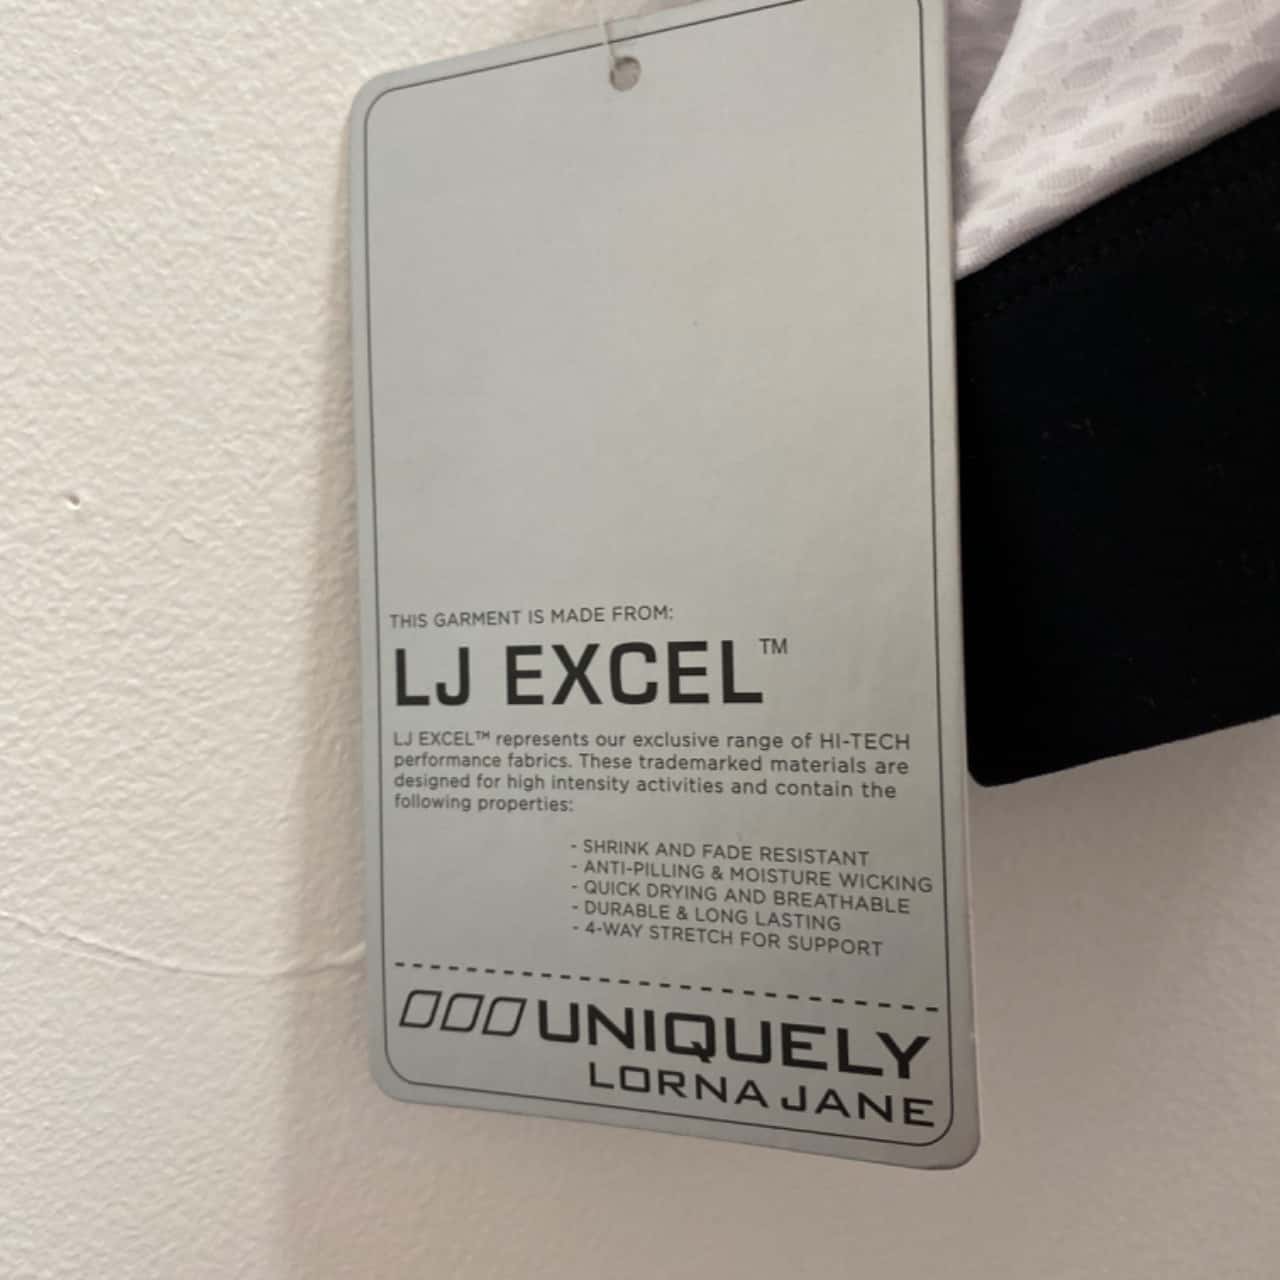 THIS GARMENT IS MADE FROM:
LJ EXCEL™
LJ EXCEL™ represents our exclusive range of HI-TECH
performance fabrics. These trademarked materials are
designed for high intensity activities and contain the
following properties:
- SHRINK AND FADE RESISTANT
- ANTI-PILLING & MOISTURE WICKING
- QUICK DRYING AND BREATHABLE
- DURABLE & LONG LASTING
- 4-WAY STRETCH FOR SUPPORT
UNIQUELY
LORNA JANE